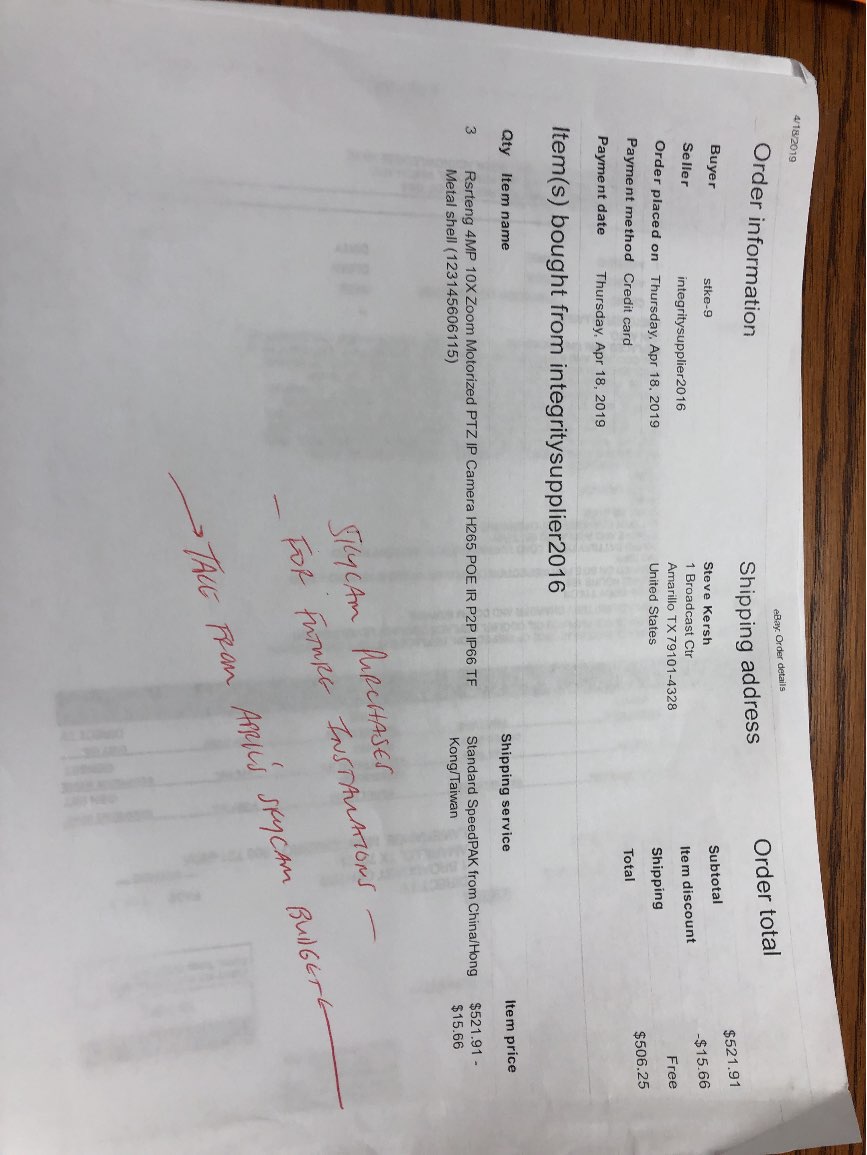 4/18/2019
eBay: Order details
Order information
Buyer stke-9
Seller integritysupplier2016
Order placed on Thursday, Apr 18, 2019
Payment method Credit card
Payment date Thursday, Apr 18, 2019
Shipping address
Steve Kersh
1 Broadcast Ctr
Amarillo TX 79101-4328
United States
Order total
Subtotal $521.91
Item discount -$15.66
Shipping Free
Total $506.25
Item(s) bought from integritysupplier2016
Qty Item name Shipping service Item price
3 Rsrteng 4MP 10X Zoom Motorized PTZ IP Camera H265 POE IR P2P IP66 TF Standard SpeedPAK from China/Hong $521.91 -
Metal shell (123145606115) Kong/Taiwan $15.66
SKYCAM PURCHASES
- FOR FUTURE INSTALLATIONS -
→ TAKE FROM APRIL'S SKYCAM BUDGET